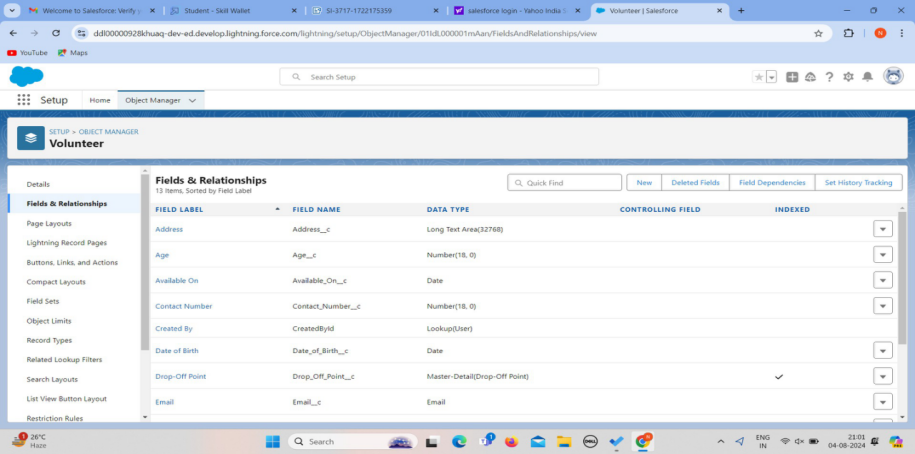 Welcome to Salesforce: Verify y
Student - Skill Wallet
SI-3717-1722175359
salesforce login - Yahoo India S
Volunteer | Salesforce
ddl00000928khuaq-dev-ed.develop.lightning.force.com/lightning/setup/ObjectManager/01IdL000001mAan/FieldsAndRelationships/view
N
YouTube
Maps
Search Setup
Setup
Home
Object Manager
SETUP > OBJECT MANAGER
Volunteer
Details
Fields & Relationships
Page Layouts
Lightning Record Pages
Buttons, Links, and Actions
Compact Layouts
Field Sets
Object Limits
Record Types
Related Lookup Filters
Search Layouts
List View Button Layout
Restriction Rules
Fields & Relationships
13 Items, Sorted by Field Label
Quick Find
New
Deleted Fields
Field Dependencies
Set History Tracking
FIELD LABEL FIELD NAME DATA TYPE CONTROLLING FIELD INDEXED
Address Address__c Long Text Area(32768)
Age Age__c Number(18, 0)
Available On Available_On__c Date
Contact Number Contact_Number__c Number(18, 0)
Created By CreatedById Lookup(User)
Date of Birth Date_of_Birth__c Date
Drop-Off Point Drop_Off_Point__c Master-Detail(Drop-Off Point)
Email Email__c Email
1
26°C
Haze
Search
DELL
ENG
IN
21:01
04-08-2024